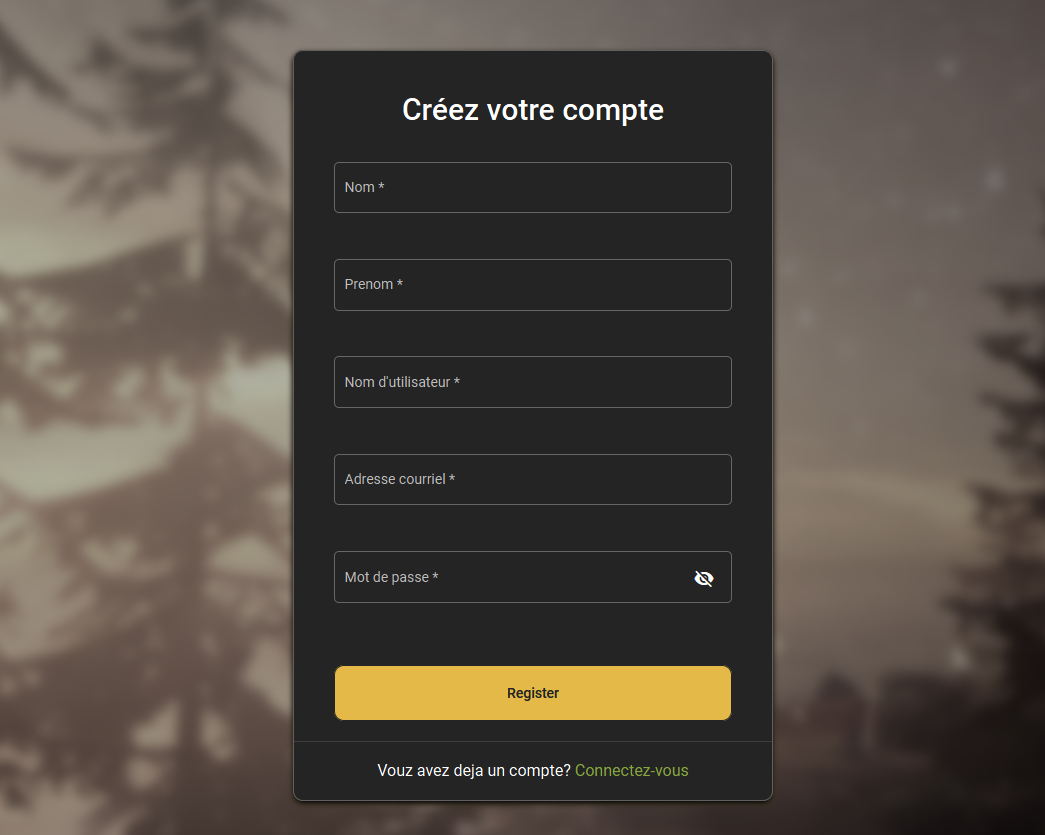 Créez votre compte
Nom *
Prenom *
Nom d'utilisateur *
Adresse courriel *
Mot de passe *
Register
Vouz avez deja un compte? Connectez-vous